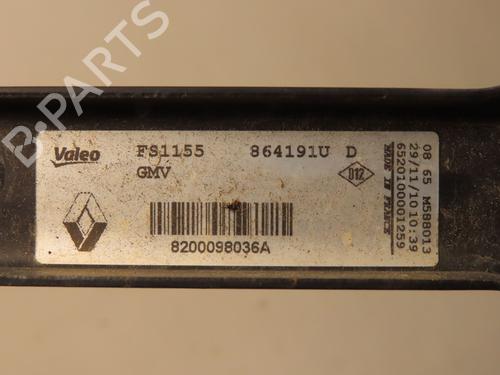 B-PARTS
Valeo FS1155 864191U D
GMV
D12
8200098036A
08 65 M588013
29/11/10 10:39
6520100001259
MADE IN FRANCE